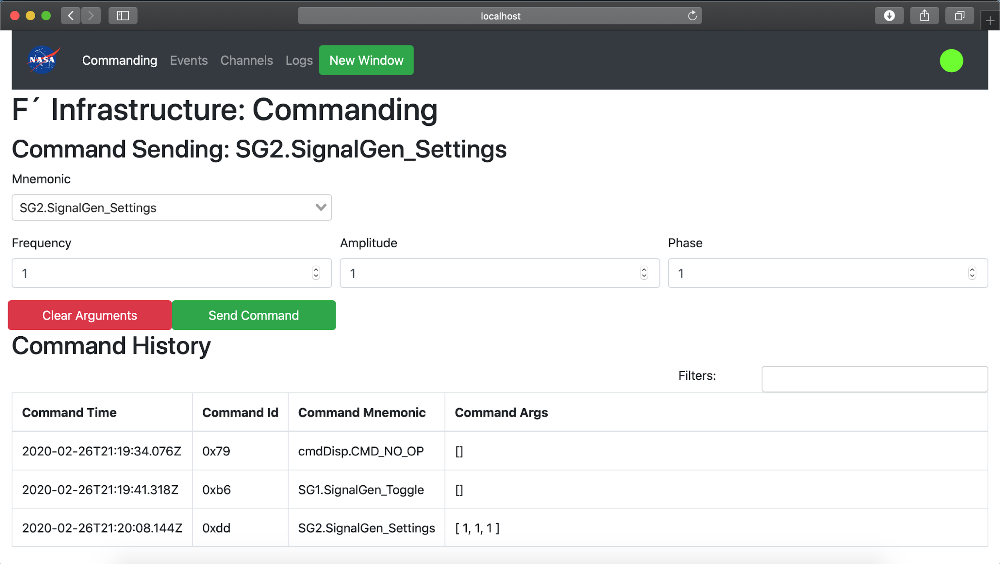 localhost
NASA Commanding Events Channels Logs New Window
F´ Infrastructure: Commanding
Command Sending: SG2.SignalGen_Settings
Mnemonic
SG2.SignalGen_Settings
Frequency Amplitude Phase
1 1 1
Clear Arguments Send Command
Command History
Filters:
Command Time Command Id Command Mnemonic Command Args
2020-02-26T21:19:34.076Z 0x79 cmdDisp.CMD_NO_OP []
2020-02-26T21:19:41.318Z 0xb6 SG1.SignalGen_Toggle []
2020-02-26T21:20:08.144Z 0xdd SG2.SignalGen_Settings [ 1, 1, 1 ]